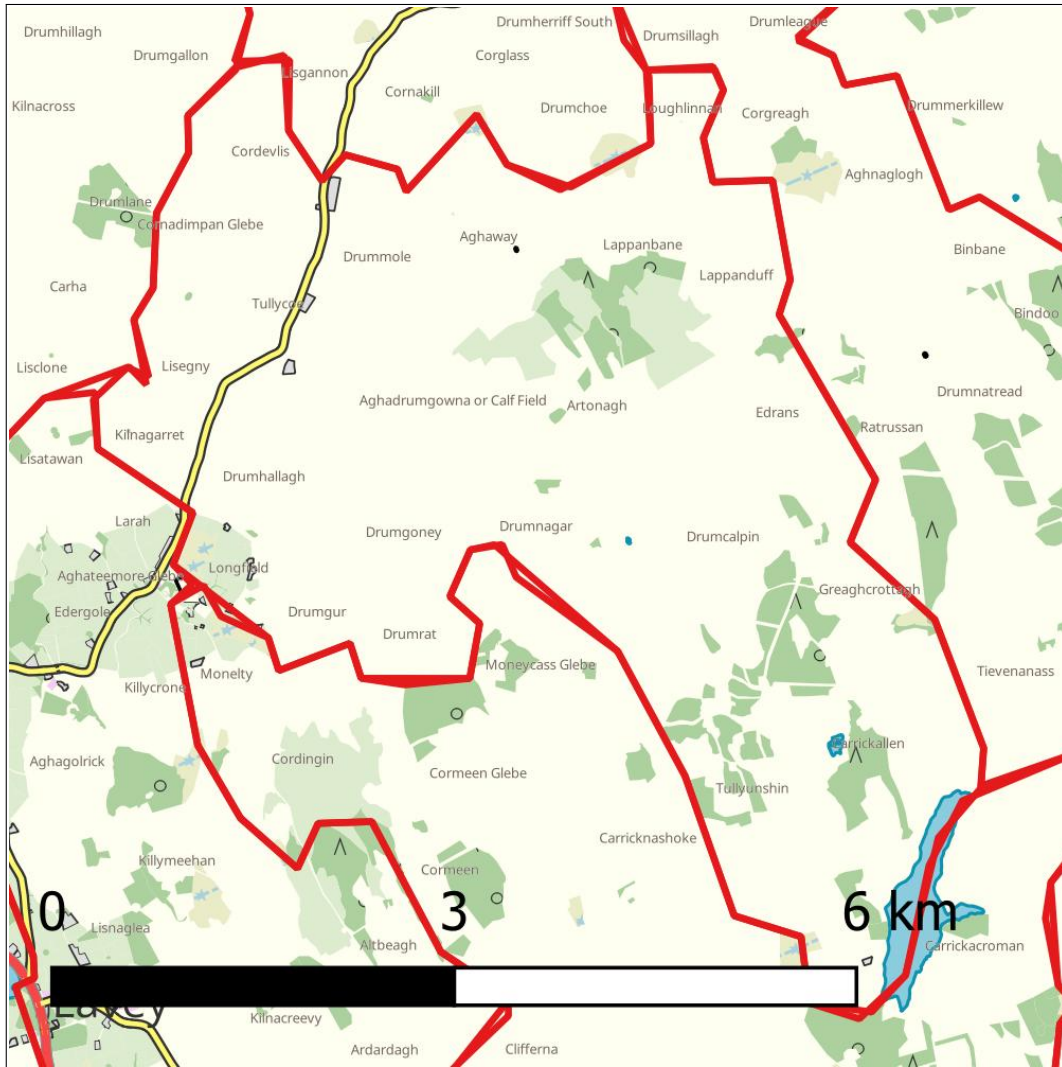 Drumhillagh
Drumherriff South
Drumleague
Drumsillagh
Drumgallon
Corglass
Lisgannon
Cornakill
Kilnacross
Drumchoe
Loughlinnan
Corgreagh
Drummerkillew
Cordevlis
Aghnaglogh
Drumlane
Cornadimpan Glebe
Aghaway
Lappanbane
Binbane
Drummole
Lappanduff
Carha
Tullycoe
Bindoo
Lisclone
Lisegny
Drumnatread
Aghadrumgowna or Calf Field
Artonagh
Edrans
Ratrussan
Kilnagarret
Lisatawan
Drumhallagh
Larah
Drumgoney
Drumnagar
Drumcalpin
Longfield
Aghateemore Glebe
Greaghcrottagh
Edergole
Drumgur
Drumrat
Moneycass Glebe
Monelty
Tievenanass
Killycrone
Carrickallen
Aghagolrick
Cordingin
Cormeen Glebe
Tullyunshin
Carricknashoke
Killymeehan
Cormeen
0
3
6 km
Lisnaglea
Altbeagh
Carrickacroman
Lavey
Kilnacreevy
Ardardagh
Clifferna